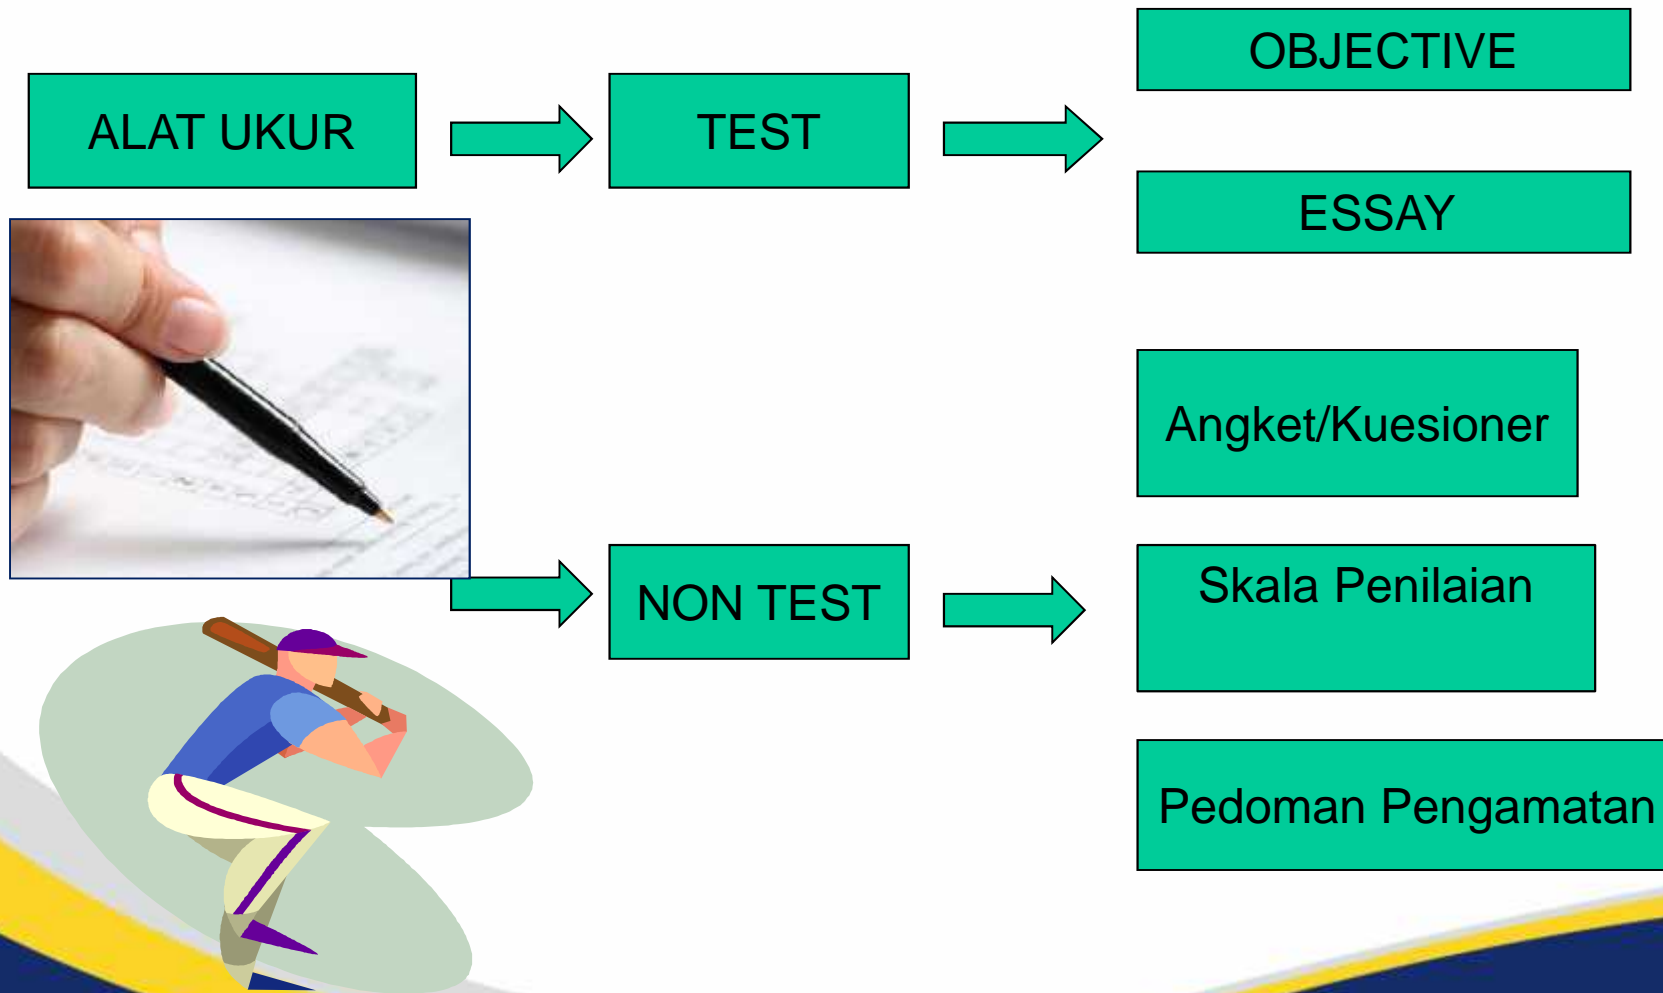 ALAT UKUR
TEST
OBJECTIVE
ESSAY
Angket/Kuesioner
NON TEST
Skala Penilaian
Pedoman Pengamatan